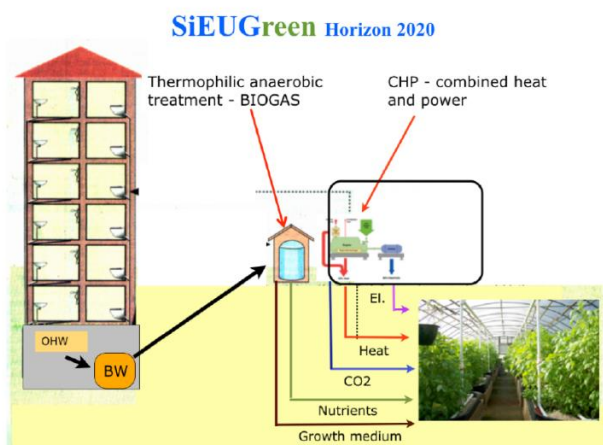 SiEUGreen Horizon 2020
Thermophilic anaerobic
treatment - BIOGAS
CHP - combined heat
and power
OHW
BW
El.
Heat
CO2
Nutrients
Growth medium